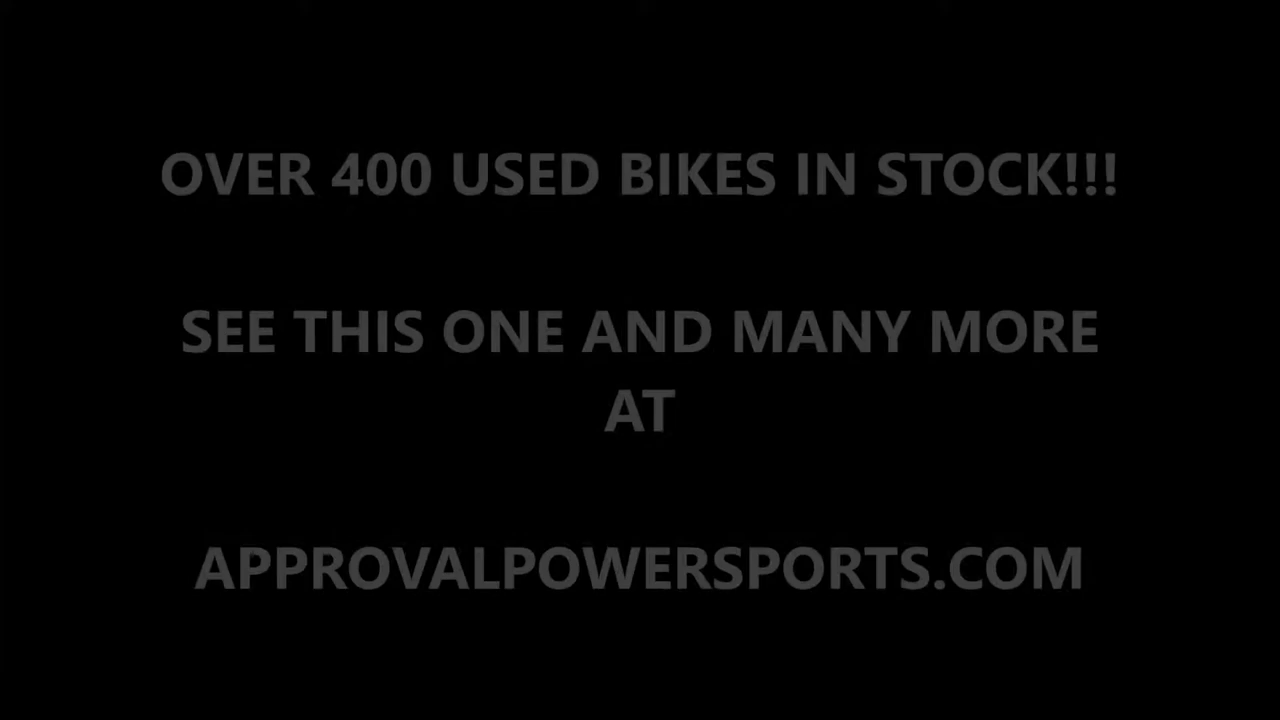 OVER 400 USED BIKES IN STOCK!!!
SEE THIS ONE AND MANY MORE
AT
APPROVALPOWERSPORTS.COM